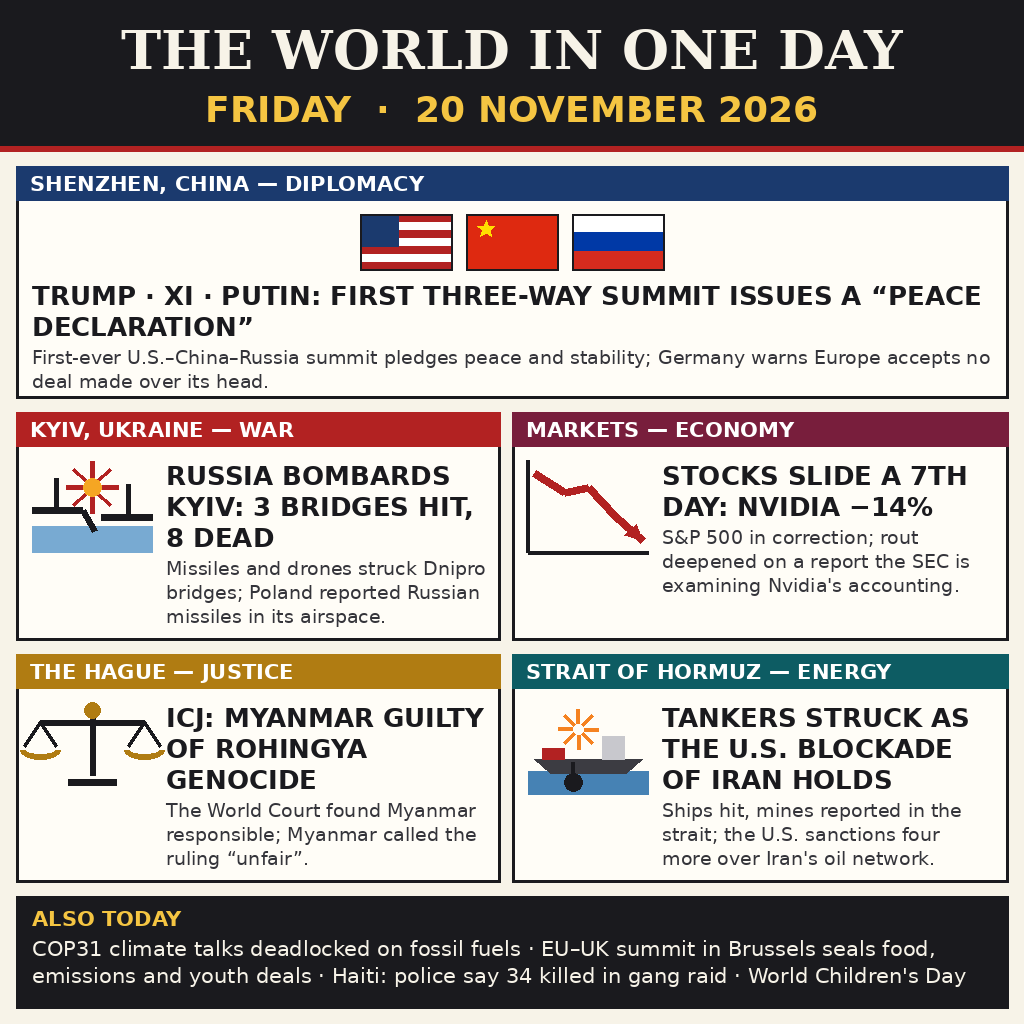 THE WORLD IN ONE DAY
FRIDAY · 20 NOVEMBER 2026
SHENZHEN, CHINA — DIPLOMACY
TRUMP · XI · PUTIN: FIRST THREE-WAY SUMMIT ISSUES A “PEACE
DECLARATION”
First-ever U.S.–China–Russia summit pledges peace and stability; Germany warns Europe accepts no
deal made over its head.
KYIV, UKRAINE — WAR
RUSSIA BOMBARDS
KYIV: 3 BRIDGES HIT,
8 DEAD
Missiles and drones struck Dnipro
bridges; Poland reported Russian
missiles in its airspace.
MARKETS — ECONOMY
STOCKS SLIDE A 7TH
DAY: NVIDIA −14%
S&P 500 in correction; rout
deepened on a report the SEC is
examining Nvidia's accounting.
THE HAGUE — JUSTICE
ICJ: MYANMAR GUILTY
OF ROHINGYA
GENOCIDE
The World Court found Myanmar
responsible; Myanmar called the
ruling “unfair”.
STRAIT OF HORMUZ — ENERGY
TANKERS STRUCK AS
THE U.S. BLOCKADE
OF IRAN HOLDS
Ships hit, mines reported in the
strait; the U.S. sanctions four
more over Iran's oil network.
ALSO TODAY
COP31 climate talks deadlocked on fossil fuels · EU–UK summit in Brussels seals food,
emissions and youth deals · Haiti: police say 34 killed in gang raid · World Children's Day